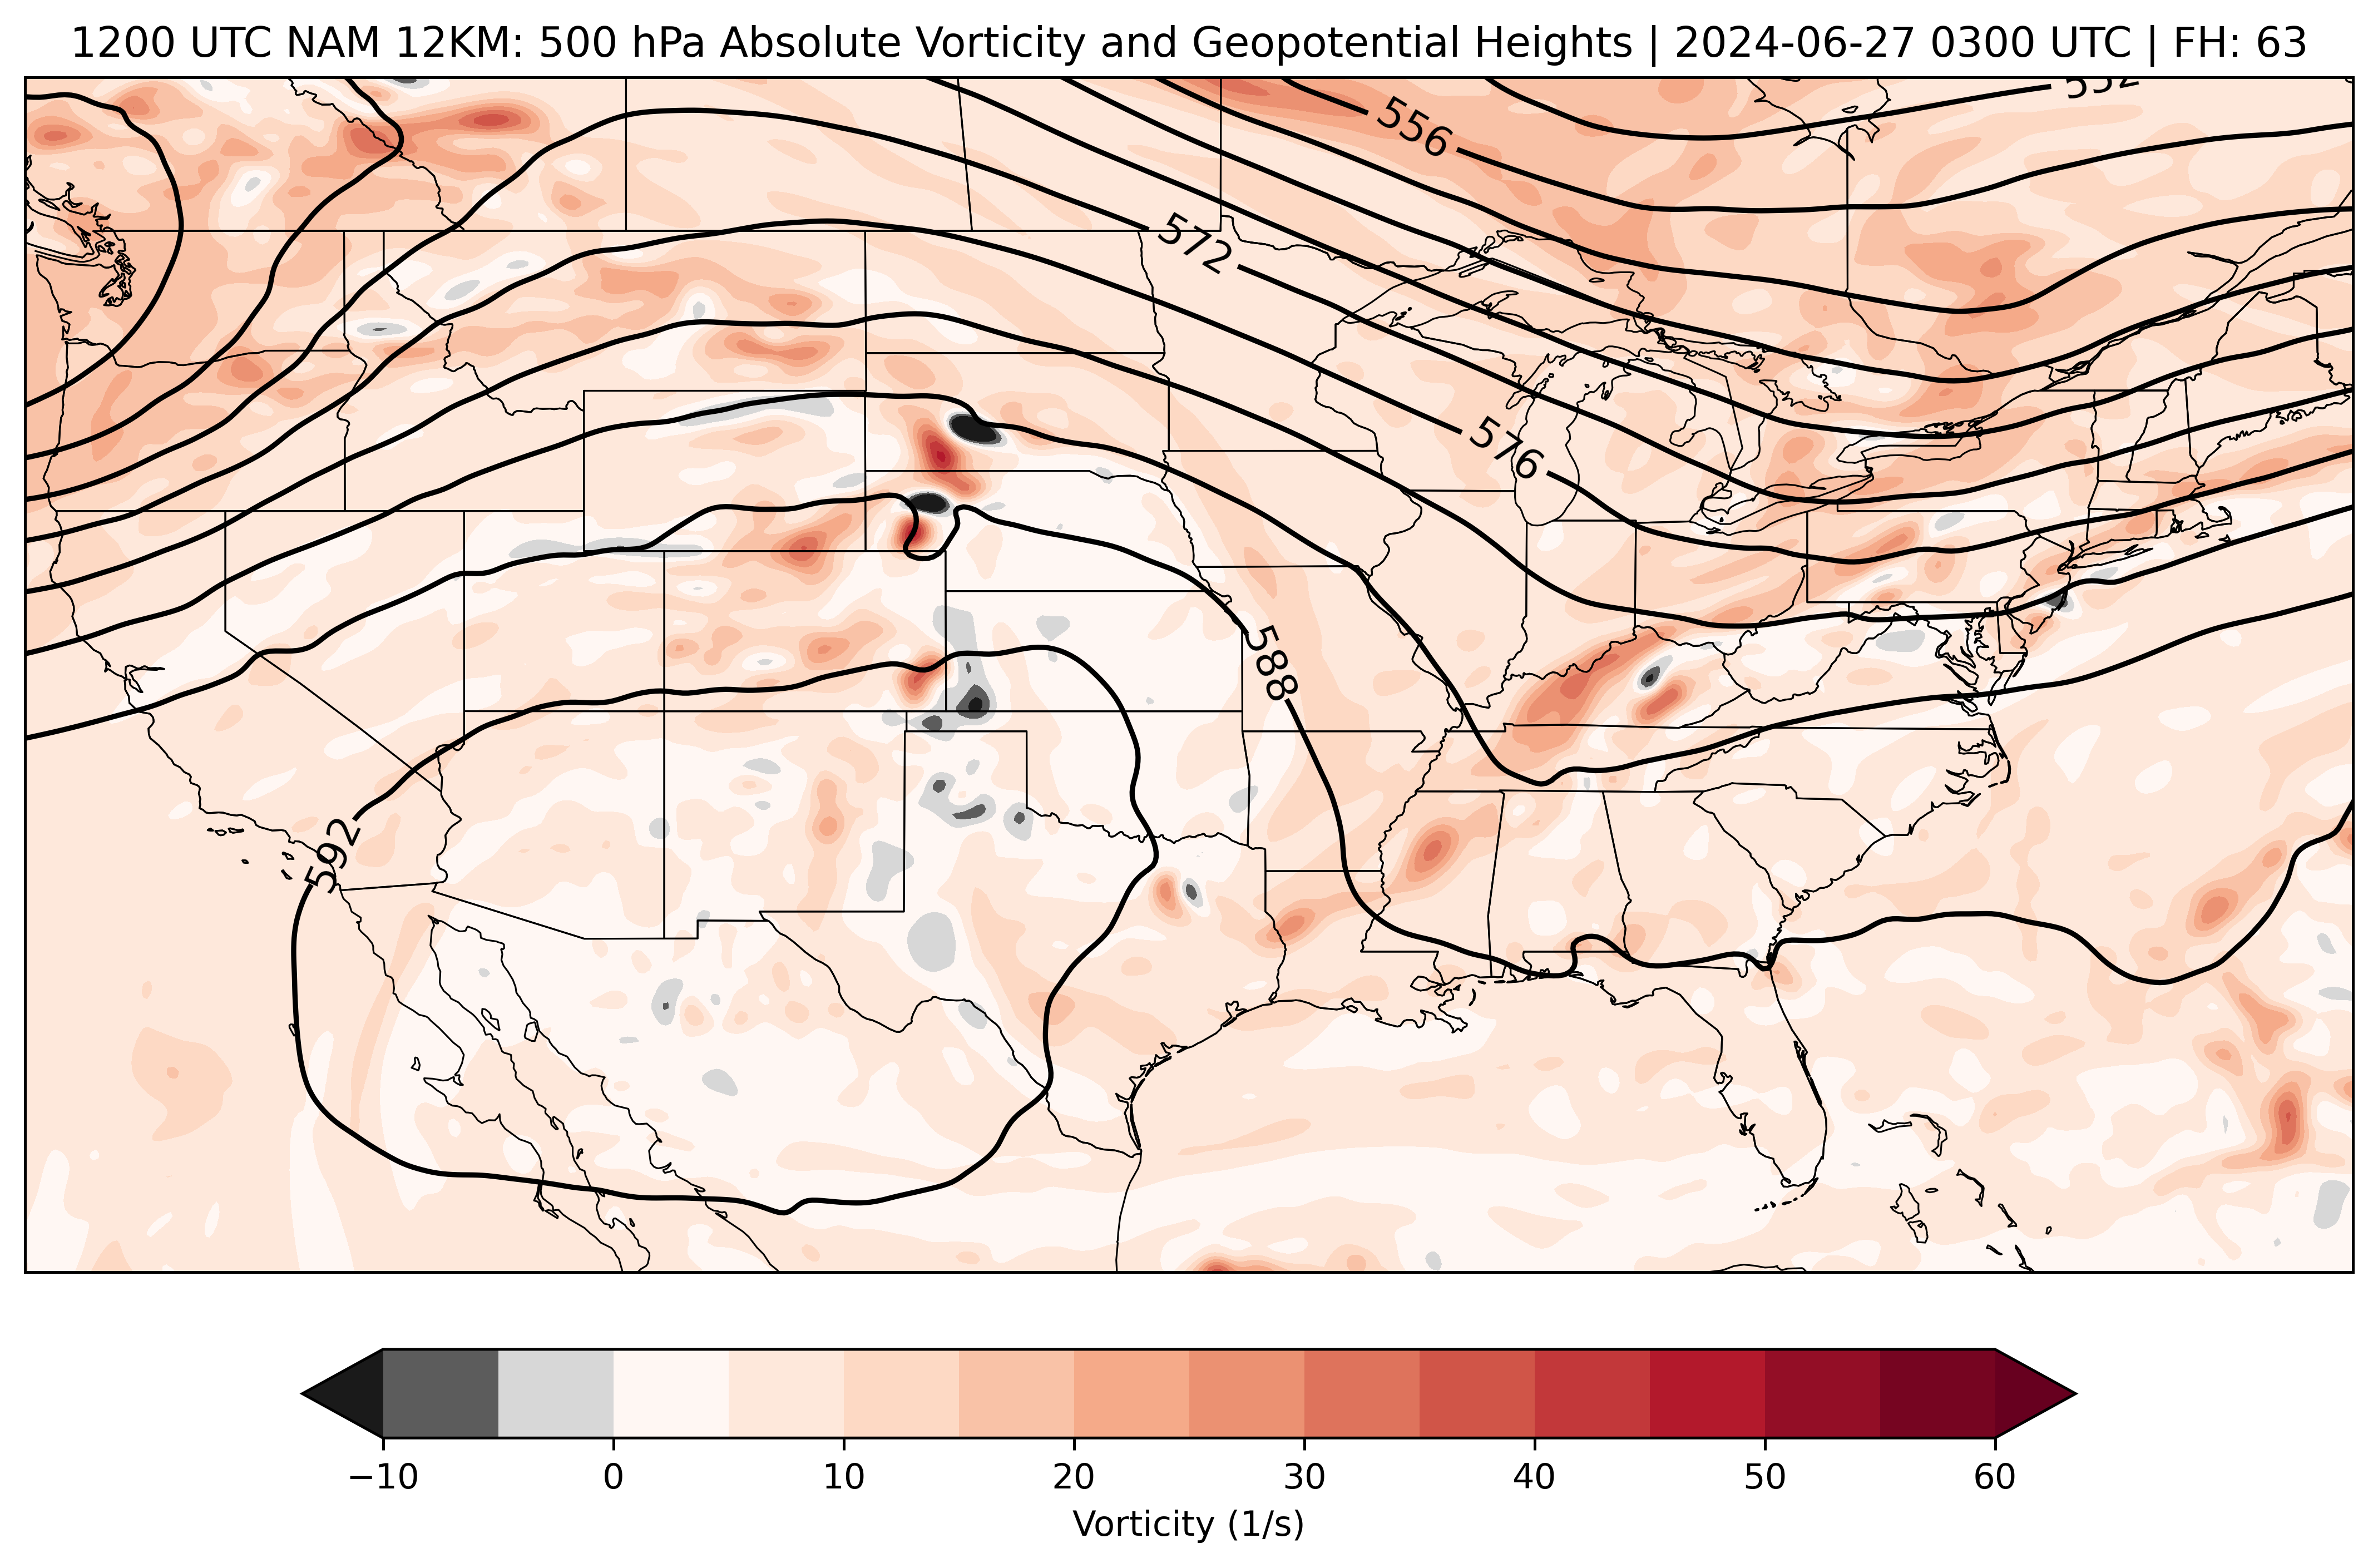 1200 UTC NAM 12KM: 500 hPa Absolute Vorticity and Geopotential Heights | 2024-06-27 0300 UTC | FH: 63
552
556
572
576
588
592
−10 0 10 20 30 40 50 60
Vorticity (1/s)